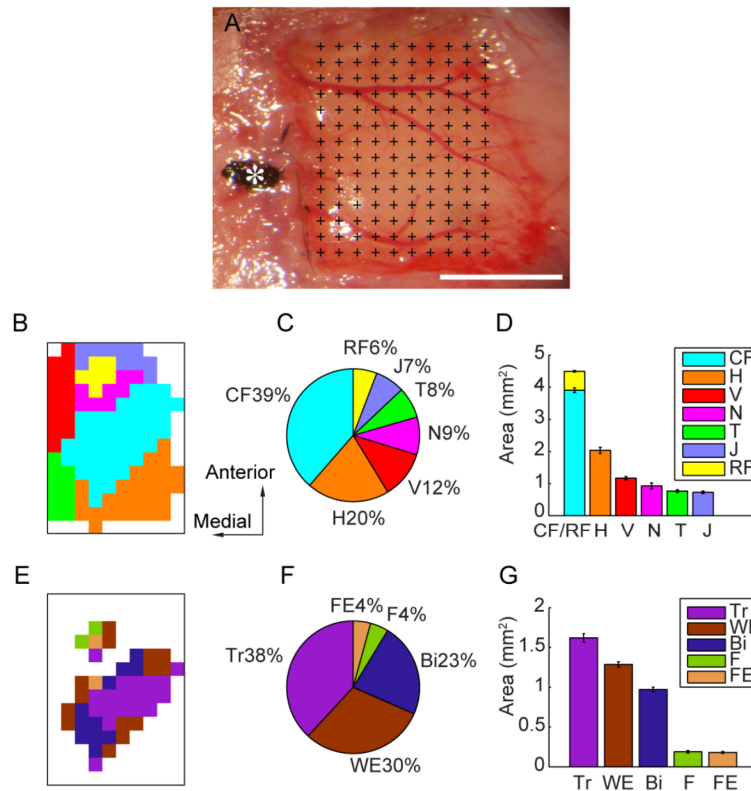 A
*
B
C
D
RF6%
J7%
T8%
N9%
V12%
H20%
CF39%
Anterior
Medial
Area (mm²)
5
4
3
2
1
0
CF/RF H V N T J
CF
H
V
N
T
J
RF
E
F
G
FE4%
F4%
Bi23%
WE30%
Tr38%
Area (mm²)
2
1.5
1
0.5
0
Tr WE Bi F FE
Tr
Bi
F
FE